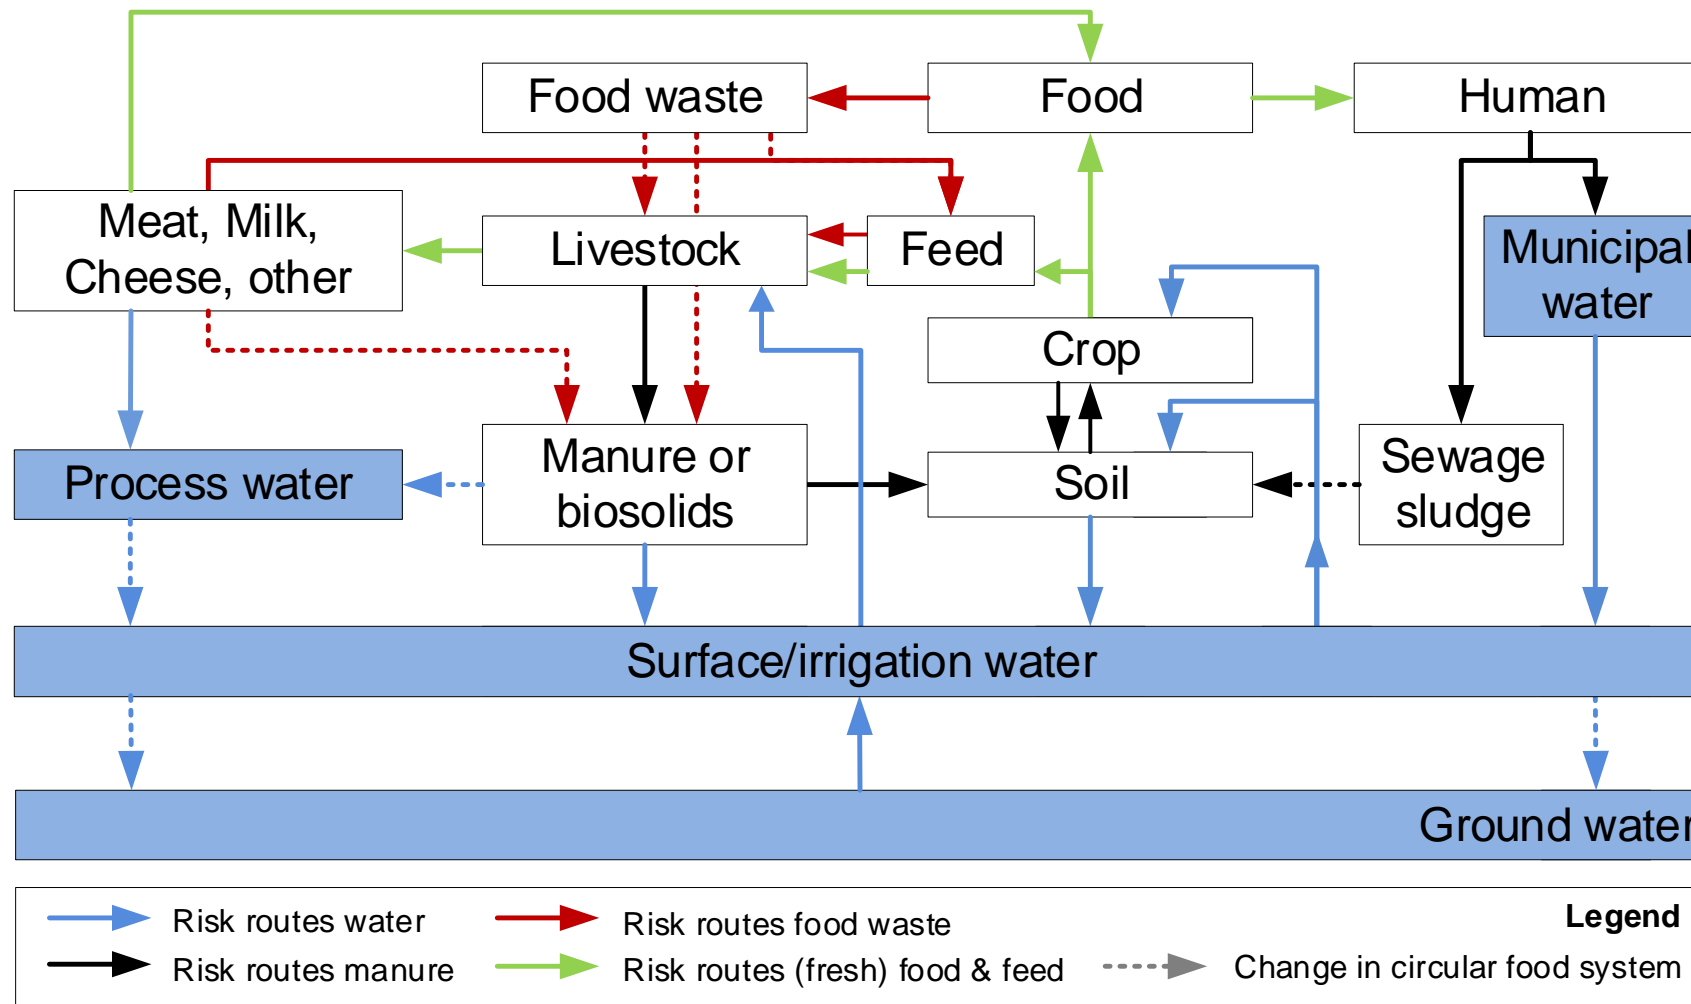 Food waste
Food
Human
Meat, Milk,
Cheese, other
Livestock
Feed
Municipal
water
Crop
Process water
Manure or
biosolids
Soil
Sewage
sludge
Surface/irrigation water
Ground water
Legend
Risk routes water
Risk routes food waste
Risk routes manure
Risk routes (fresh) food & feed
Change in circular food system